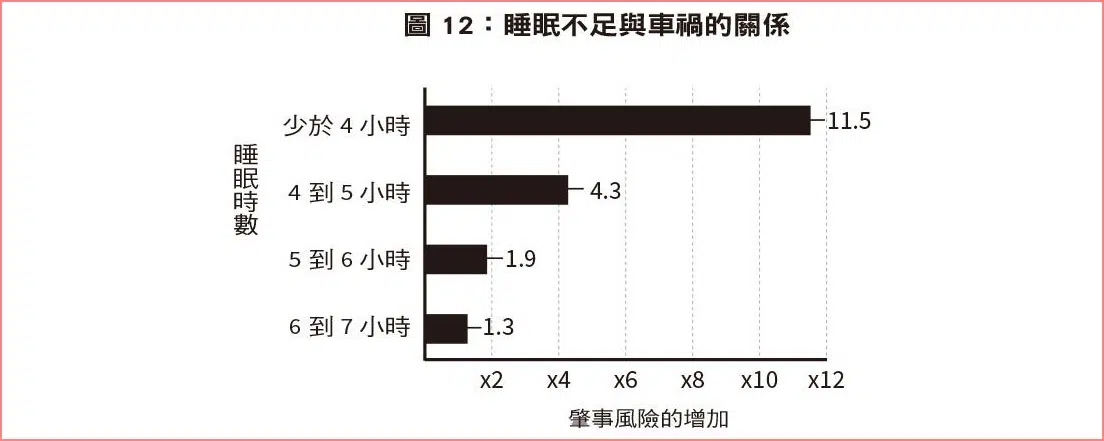 圖 12：睡眠不足與車禍的關係
睡眠時數
少於 4 小時
11.5
4 到 5 小時
4.3
5 到 6 小時
1.9
6 到 7 小時
1.3
x2 x4 x6 x8 x10 x12
肇事風險的增加